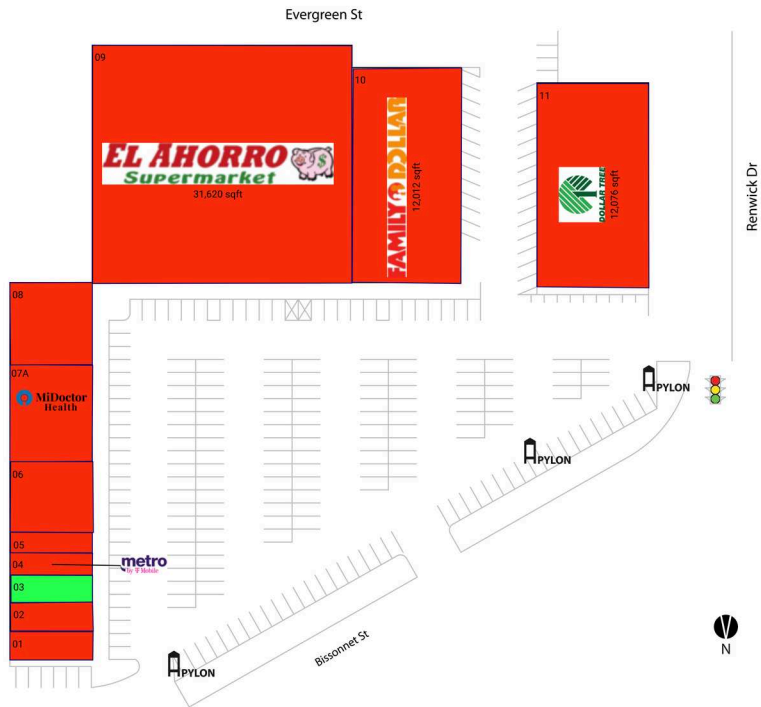 Evergreen St
09
EL AHORRO
Supermarket
31,620 sqft
10
FAMILY DOLLAR
12,012 sqft
11
DOLLAR TREE
12,076 sqft
Renwick Dr
08
07A
MiDoctor
Health
06
05
04
metro
by T Mobile
03
02
01
PYLON
PYLON
PYLON
Bissonnet St
N